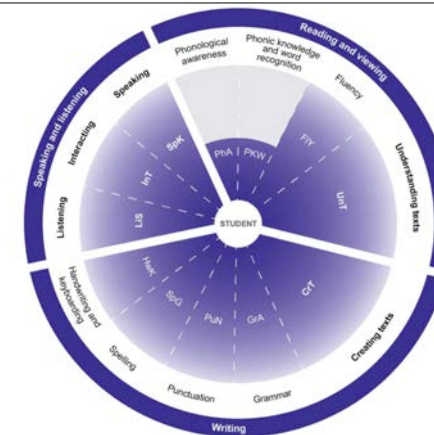 Reading and viewing
Phonological
awareness
Phonic knowledge
and word
recognition
Fluency
Understanding texts
Speaking and listening
Speaking
Interacting
Listening
PhA
PKW
FlY
UnT
SpK
InT
LiS
STUDENT
HwK
SpG
PuN
GrA
CrT
Handwriting and
keyboarding
Spelling
Punctuation
Grammar
Creating texts
Writing